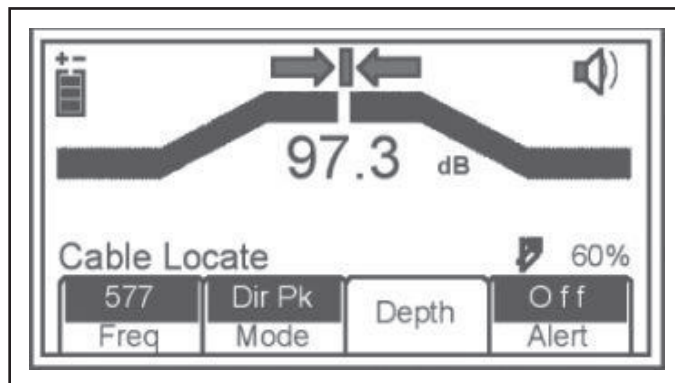 97.3 dB
Cable Locate 60%
577 Dir Pk Depth Off
Freq Mode Alert